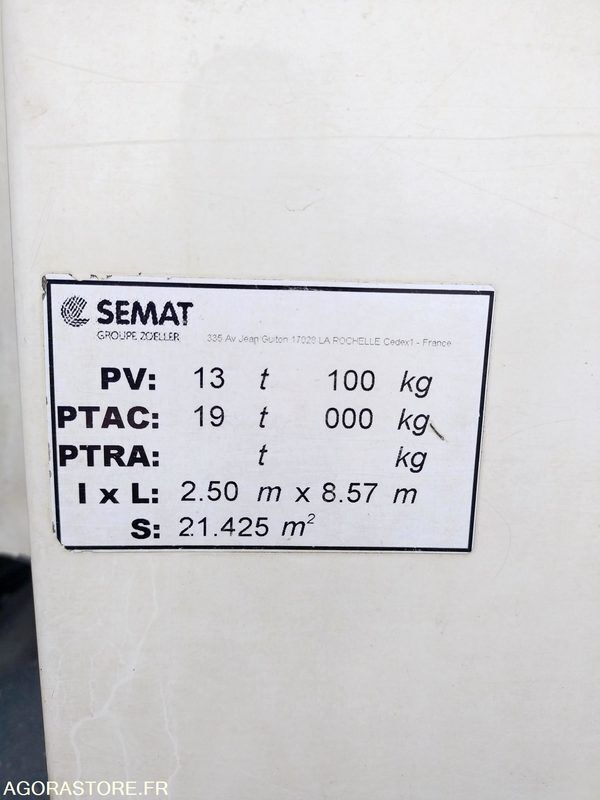 SEMAT
GROUPE ZOELLER
335 Av Jean Guiton 17028 LA ROCHELLE Cedex1 - France
PV: 13 t 100 kg
PTAC: 19 t 000 kg
PTRA: t kg
l x L: 2.50 m x 8.57 m
S: 21.425 m²
AGORASTORE.FR